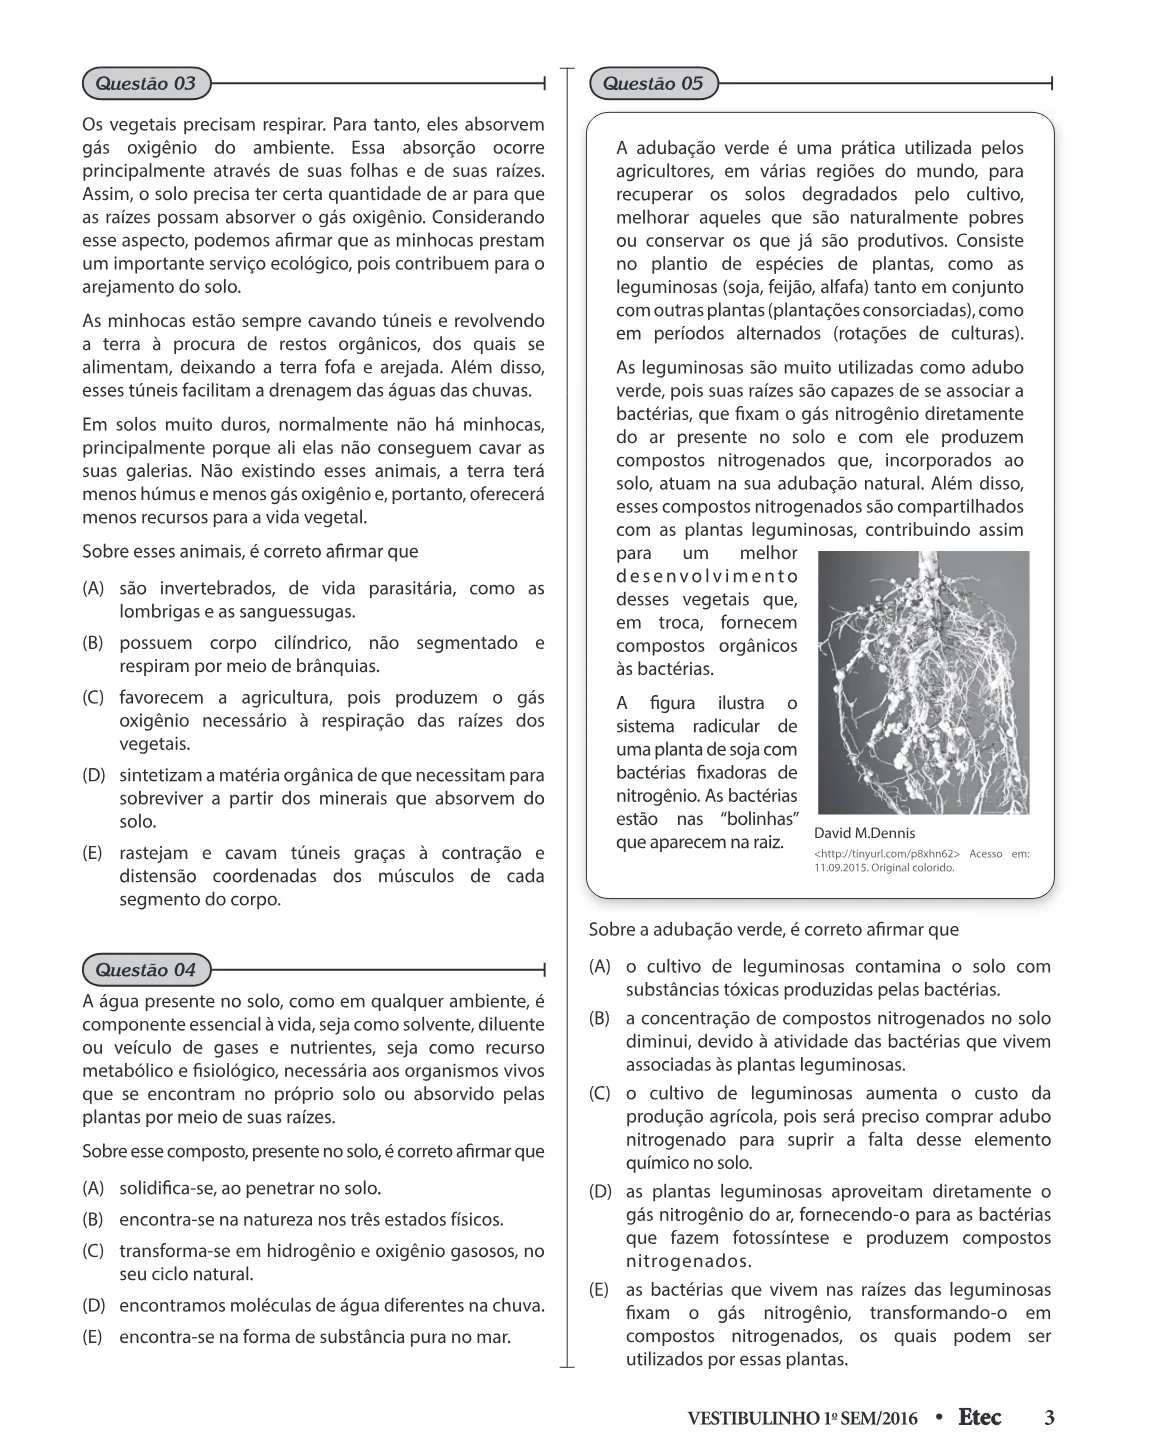 Questão 03
Os vegetais precisam respirar. Para tanto, eles absorvem
gás oxigênio do ambiente. Essa absorção ocorre
principalmente através de suas folhas e de suas raízes.
Assim, o solo precisa ter certa quantidade de ar para que
as raízes possam absorver o gás oxigênio. Considerando
esse aspecto, podemos afirmar que as minhocas prestam
um importante serviço ecológico, pois contribuem para o
arejamento do solo.
As minhocas estão sempre cavando túneis e revolvendo
a terra à procura de restos orgânicos, dos quais se
alimentam, deixando a terra fofa e arejada. Além disso,
esses túneis facilitam a drenagem das águas das chuvas.
Em solos muito duros, normalmente não há minhocas,
principalmente porque ali elas não conseguem cavar as
suas galerias. Não existindo esses animais, a terra terá
menos húmus e menos gás oxigênio e, portanto, oferecerá
menos recursos para a vida vegetal.
Sobre esses animais, é correto afirmar que
(A) são invertebrados, de vida parasitária, como as
lombrigas e as sanguessugas.
(B) possuem corpo cilíndrico, não segmentado e
respiram por meio de brânquias.
(C) favorecem a agricultura, pois produzem o gás
oxigênio necessário à respiração das raízes dos
vegetais.
(D) sintetizam a matéria orgânica de que necessitam para
sobreviver a partir dos minerais que absorvem do
solo.
(E) rastejam e cavam túneis graças à contração e
distensão coordenadas dos músculos de cada
segmento do corpo.
Questão 04
A água presente no solo, como em qualquer ambiente, é
componente essencial à vida, seja como solvente, diluente
ou veículo de gases e nutrientes, seja como recurso
metabólico e fisiológico, necessária aos organismos vivos
que se encontram no próprio solo ou absorvido pelas
plantas por meio de suas raízes.
Sobre esse composto, presente no solo, é correto afirmar que
(A) solidifica-se, ao penetrar no solo.
(B) encontra-se na natureza nos três estados físicos.
(C) transforma-se em hidrogênio e oxigênio gasosos, no
seu ciclo natural.
(D) encontramos moléculas de água diferentes na chuva.
(E) encontra-se na forma de substância pura no mar.
Questão 05
A adubação verde é uma prática utilizada pelos
agricultores, em várias regiões do mundo, para
recuperar os solos degradados pelo cultivo,
melhorar aqueles que são naturalmente pobres
ou conservar os que já são produtivos. Consiste
no plantio de espécies de plantas, como as
leguminosas (soja, feijão, alfafa) tanto em conjunto
com outras plantas (plantações consorciadas), como
em períodos alternados (rotações de culturas).
As leguminosas são muito utilizadas como adubo
verde, pois suas raízes são capazes de se associar a
bactérias, que fixam o gás nitrogênio diretamente
do ar presente no solo e com ele produzem
compostos nitrogenados que, incorporados ao
solo, atuam na sua adubação natural. Além disso,
esses compostos nitrogenados são compartilhados
com as plantas leguminosas, contribuindo assim
para um melhor
desenvolvimento
desses vegetais que,
em troca, fornecem
compostos orgânicos
às bactérias.
A figura ilustra o
sistema radicular de
uma planta de soja com
bactérias fixadoras de
nitrogênio. As bactérias
estão nas “bolinhas”
que aparecem na raiz.
David M.Dennis
<http://tinyurl.com/p8xhn62> Acesso em:
11.09.2015. Original colorido.
Sobre a adubação verde, é correto afirmar que
(A) o cultivo de leguminosas contamina o solo com
substâncias tóxicas produzidas pelas bactérias.
(B) a concentração de compostos nitrogenados no solo
diminui, devido à atividade das bactérias que vivem
associadas às plantas leguminosas.
(C) o cultivo de leguminosas aumenta o custo da
produção agrícola, pois será preciso comprar adubo
nitrogenado para suprir a falta desse elemento
químico no solo.
(D) as plantas leguminosas aproveitam diretamente o
gás nitrogênio do ar, fornecendo-o para as bactérias
que fazem fotossíntese e produzem compostos
nitrogenados.
(E) as bactérias que vivem nas raízes das leguminosas
fixam o gás nitrogênio, transformando-o em
compostos nitrogenados, os quais podem ser
utilizados por essas plantas.
VESTIBULINHO 1º SEM/2016 • Etec 3